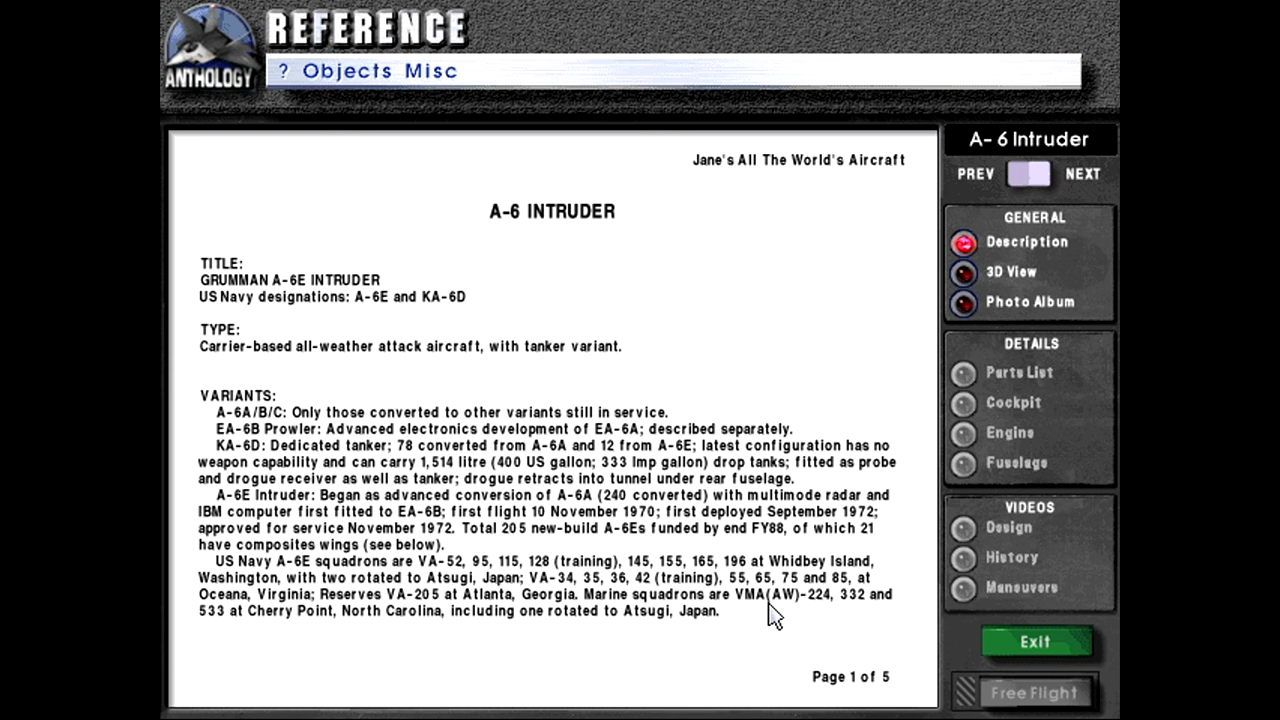 REFERENCE
ANTHOLOGY
? Objects Misc
Jane's All The World's Aircraft
A-6 INTRUDER
TITLE:
GRUMMAN A-6E INTRUDER
US Navy designations: A-6E and KA-6D
TYPE:
Carrier-based all-weather attack aircraft, with tanker variant.
VARIANTS:
A-6A/B/C: Only those converted to other variants still in service.
EA-6B Prowler: Advanced electronics development of EA-6A; described separately.
KA-6D: Dedicated tanker; 78 converted from A-6A and 12 from A-6E; latest configuration has no
weapon capability and can carry 1,514 litre (400 US gallon; 333 Imp gallon) drop tanks; fitted as probe
and drogue receiver as well as tanker; drogue retracts into tunnel under rear fuselage.
A-6E Intruder: Began as advanced conversion of A-6A (240 converted) with multimode radar and
IBM computer first fitted to EA-6B; first flight 10 November 1970; first deployed September 1972;
approved for service November 1972. Total 205 new-build A-6Es funded by end FY88, of which 21
have composites wings (see below).
US Navy A-6E squadrons are VA-52, 95, 115, 128 (training), 145, 155, 165, 196 at Whidbey Island,
Washington, with two rotated to Atsugi, Japan; VA-34, 35, 36, 42 (training), 55, 65, 75 and 85, at
Oceana, Virginia; Reserves VA-205 at Atlanta, Georgia. Marine squadrons are VMA(AW)-224, 332 and
533 at Cherry Point, North Carolina, including one rotated to Atsugi, Japan.
Page 1 of 5
A- 6 Intruder
PREV NEXT
GENERAL
Description
3D View
Photo Album
DETAILS
Parts List
Cockpit
Engine
Fuselage
VIDEOS
Design
History
Maneuvers
Exit
Free Flight